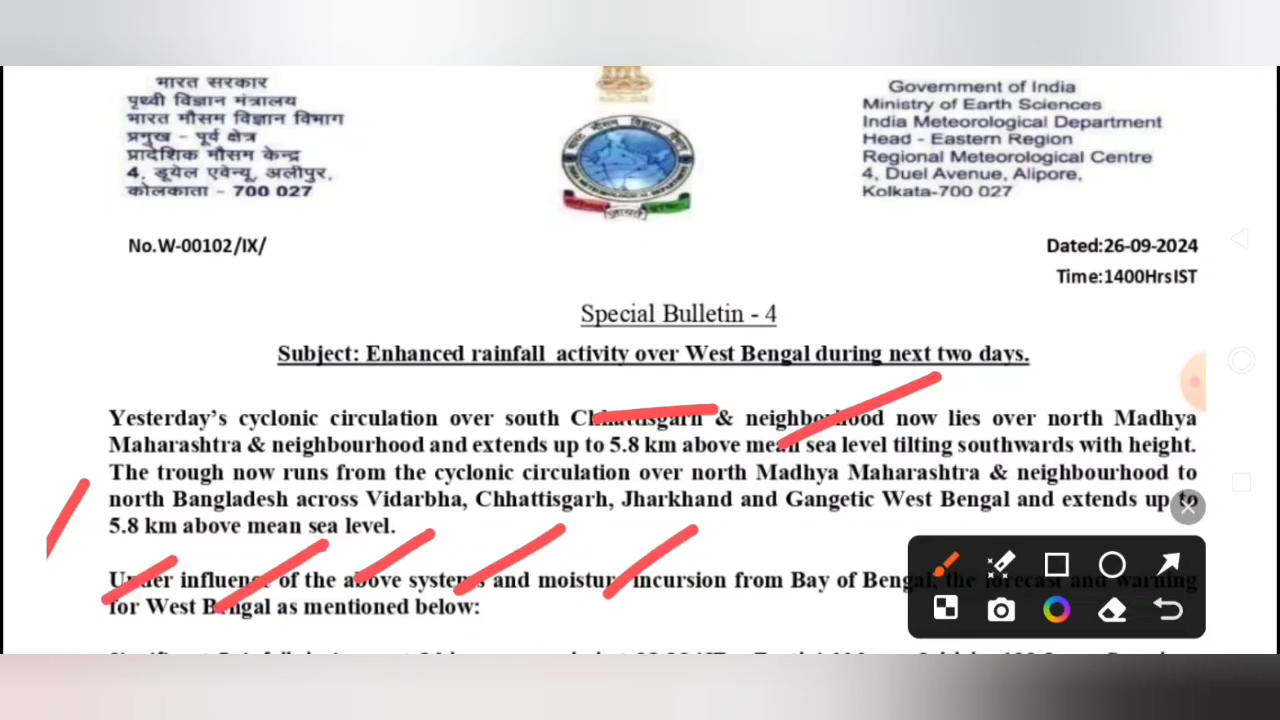 भारत सरकार
पृथ्वी विज्ञान मंत्रालय
भारत मौसम विज्ञान विभाग
प्रमुख - पूर्व क्षेत्र
प्रादेशिक मौसम केन्द्र
4, डूयेल एवेन्यू, अलीपुर,
कोलकाता - 700 027
Government of India
Ministry of Earth Sciences
India Meteorological Department
Head - Eastern Region
Regional Meteorological Centre
4, Duel Avenue, Alipore,
Kolkata-700 027
No.W-00102/IX/
Dated:26-09-2024
Time:1400HrsIST
Special Bulletin - 4
Subject: Enhanced rainfall activity over West Bengal during next two days.
Yesterday's cyclonic circulation over south Chhattisgarh & neighborhood now lies over north Madhya
Maharashtra & neighbourhood and extends up to 5.8 km above mean sea level tilting southwards with height.
The trough now runs from the cyclonic circulation over north Madhya Maharashtra & neighbourhood to
north Bangladesh across Vidarbha, Chhattisgarh, Jharkhand and Gangetic West Bengal and extends up to
5.8 km above mean sea level.
Under influence of the above systems and moisture incursion from Bay of Bengal, the forecast and warning
for West Bengal as mentioned below: